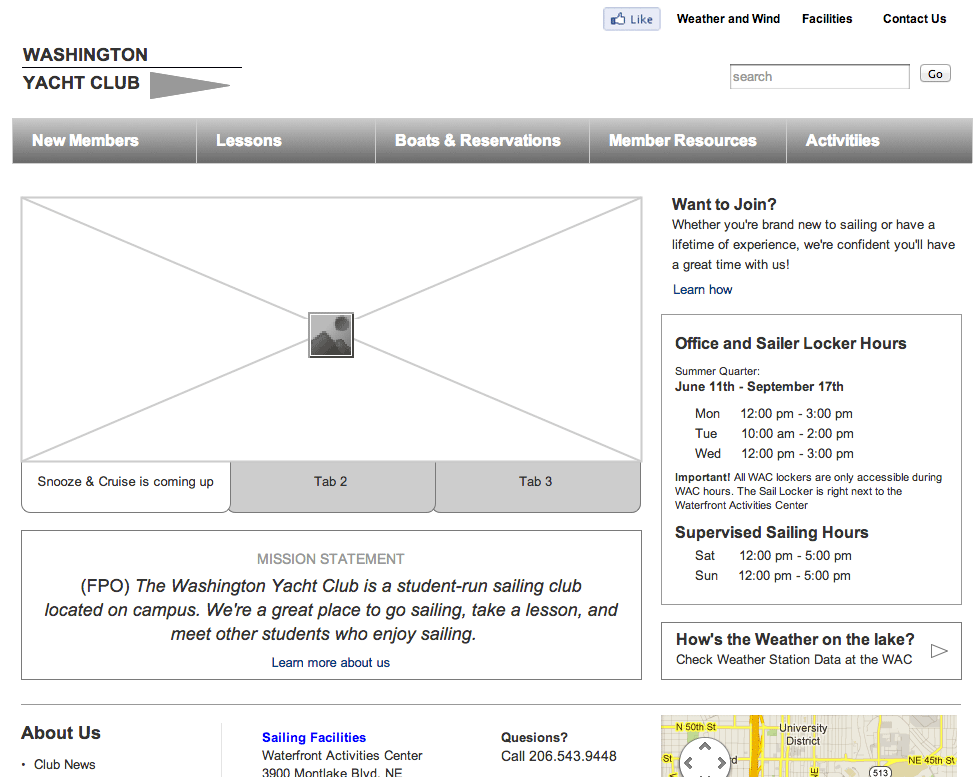 Like
Weather and Wind
Facilities
Contact Us
WASHINGTON
YACHT CLUB
search
Go
New Members
Lessons
Boats & Reservations
Member Resources
Activitiies
Want to Join?
Whether you're brand new to sailing or have a
lifetime of experience, we're confident you'll have
a great time with us!
Learn how
Snooze & Cruise is coming up
Tab 2
Tab 3
Office and Sailer Locker Hours
Summer Quarter:
June 11th - September 17th
Mon 12:00 pm - 3:00 pm
Tue 10:00 am - 2:00 pm
Wed 12:00 pm - 3:00 pm
Important! All WAC lockers are only accessible during
WAC hours. The Sail Locker is right next to the
Waterfront Activities Center
Supervised Sailing Hours
Sat 12:00 pm - 5:00 pm
Sun 12:00 pm - 5:00 pm
MISSION STATEMENT
(FPO) The Washington Yacht Club is a student-run sailing club
located on campus. We're a great place to go sailing, take a lesson, and
meet other students who enjoy sailing.
Learn more about us
How's the Weather on the lake?
Check Weather Station Data at the WAC
About Us
• Club News
Sailing Facilities
Waterfront Activities Center
3900 Montlake Blvd. NE
Quesions?
Call 206.543.9448
N 50th St
University
District
St
NE 45th St
513
NE